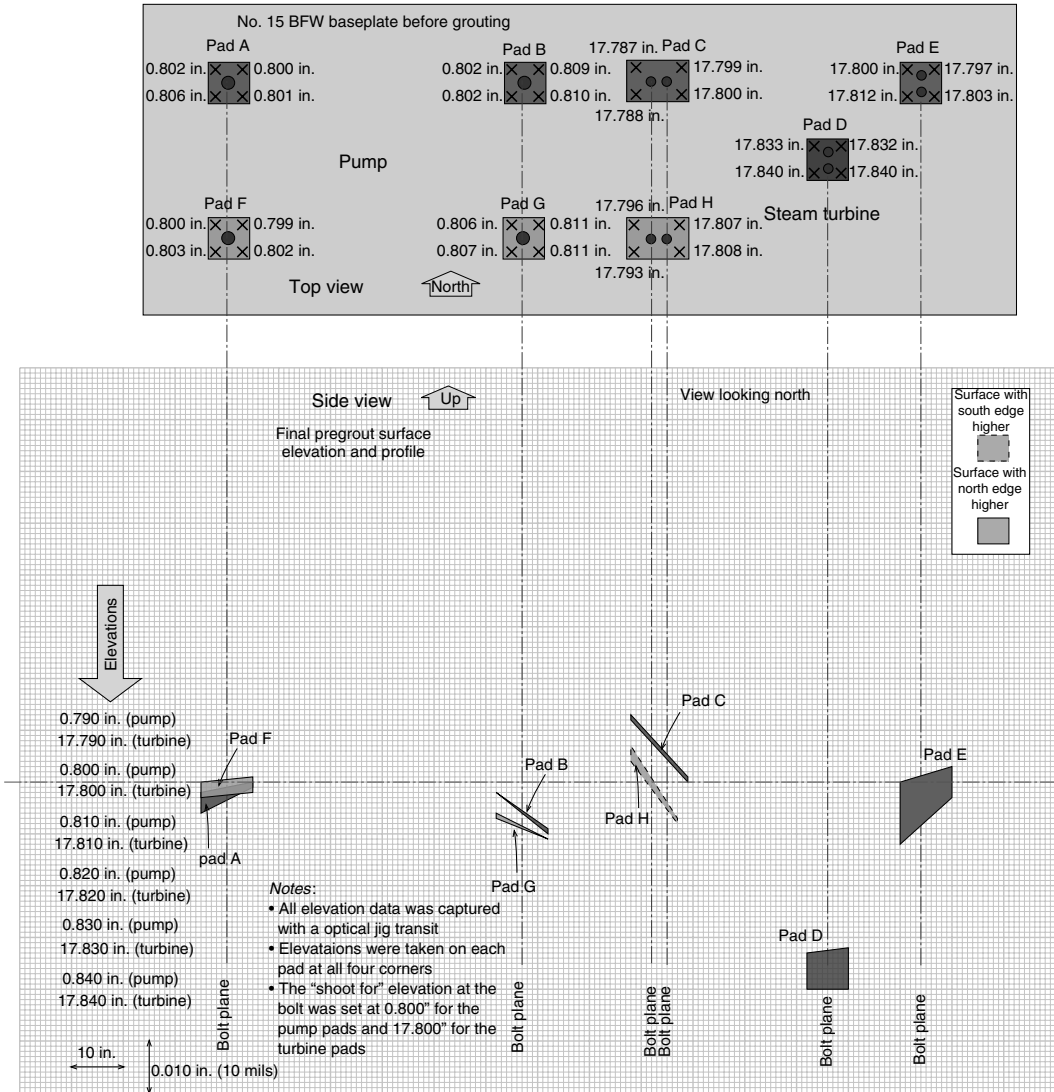 No. 15 BFW baseplate before grouting
Pad A
0.802 in.
0.800 in.
0.806 in.
0.801 in.
Pad B
0.802 in.
0.809 in.
0.802 in.
0.810 in.
17.787 in.
Pad C
17.799 in.
17.800 in.
17.788 in.
Pad E
17.800 in.
17.797 in.
17.812 in.
17.803 in.
Pad D
17.833 in.
17.832 in.
17.840 in.
17.840 in.
Pump
Pad F
0.800 in.
0.799 in.
0.803 in.
0.802 in.
Pad G
0.806 in.
0.811 in.
0.807 in.
0.811 in.
17.796 in.
Pad H
17.807 in.
17.808 in.
17.793 in.
Steam turbine
Top view
North
Side view
Up
View looking north
Final pregrout surface
elevation and profile
Surface with
south edge
higher
Surface with
north edge
higher
Elevations
0.790 in. (pump)
17.790 in. (turbine)
0.800 in. (pump)
17.800 in. (turbine)
0.810 in. (pump)
17.810 in. (turbine)
0.820 in. (pump)
17.820 in. (turbine)
0.830 in. (pump)
17.830 in. (turbine)
0.840 in. (pump)
17.840 in. (turbine)
Pad F
pad A
Pad B
Pad G
Pad C
Pad H
Pad E
Pad D
Notes:
• All elevation data was captured
with a optical jig transit
• Elevataions were taken on each
pad at all four corners
• The “shoot for” elevation at the
bolt was set at 0.800” for the
pump pads and 17.800” for the
turbine pads
Bolt plane
Bolt plane
Bolt plane
Bolt plane
Bolt plane
Bolt plane
10 in.
0.010 in. (10 mils)